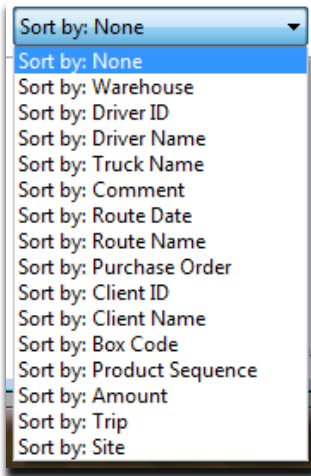 Sort by: None
Sort by: None
Sort by: Warehouse
Sort by: Driver ID
Sort by: Driver Name
Sort by: Truck Name
Sort by: Comment
Sort by: Route Date
Sort by: Route Name
Sort by: Purchase Order
Sort by: Client ID
Sort by: Client Name
Sort by: Box Code
Sort by: Product Sequence
Sort by: Amount
Sort by: Trip
Sort by: Site